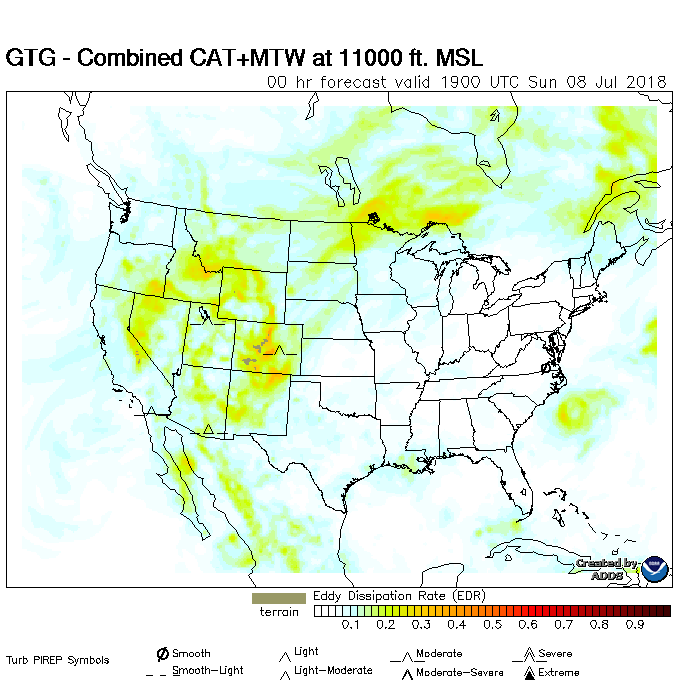 GTG - Combined CAT+MTW at 11000 ft. MSL
00 hr forecast valid 1900 UTC Sun 08 Jul 2018
Created by
ADDS
Eddy Dissipation Rate (EDR)
terrain
0.1 0.2 0.3 0.4 0.5 0.6 0.7 0.8 0.9
Turb PIREP Symbols
Smooth Light Moderate Severe
Smooth-Light Light-Moderate Moderate-Severe Extreme